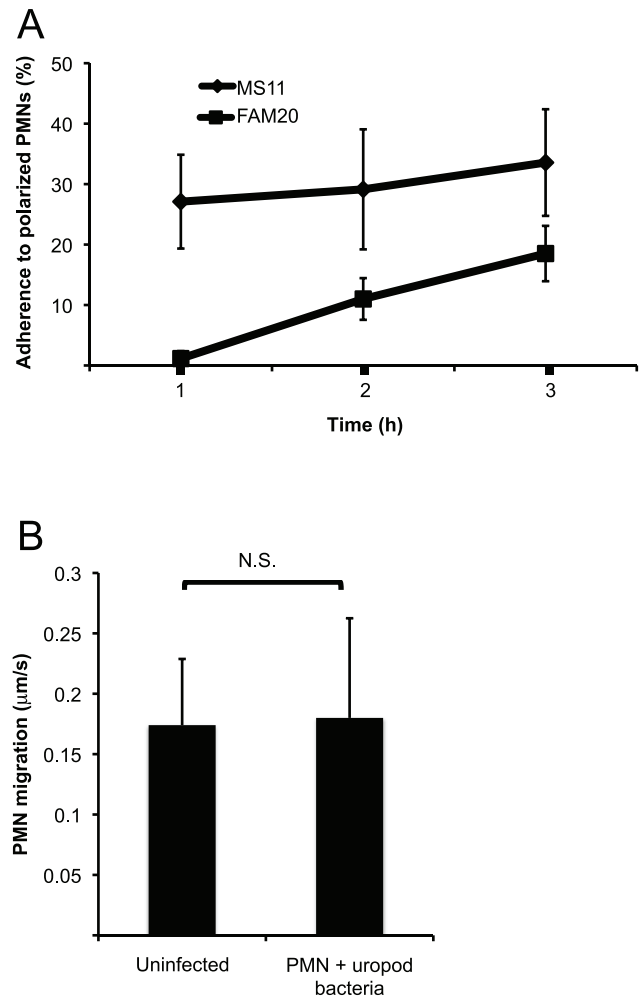 A
Adherence to polarized PMNs (%)
50
40
30
20
10
MS11
FAM20
1
2
3
Time (h)
B
PMN migration (μm/s)
0.3
0.25
0.2
0.15
0.1
0.05
N.S.
Uninfected
PMN + uropod
bacteria